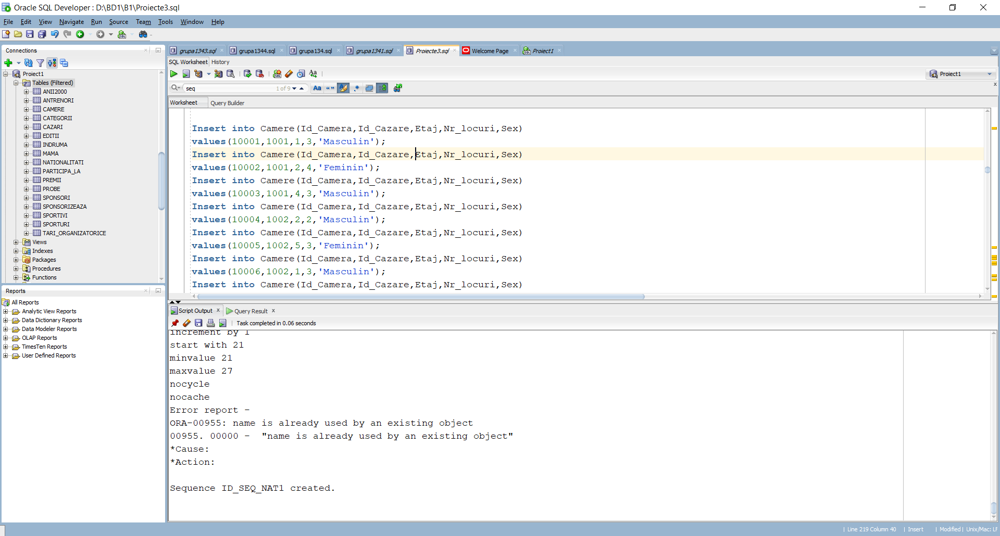 Oracle SQL Developer : D:\BD1\B1\Proiecte3.sql
File Edit View Navigate Run Source Team Tools Window Help
Connections
Proiect1
Tables (Filtered)
ANII2000
ANTRENORI
CAMERE
CATEGORII
CAZARI
EDITII
INDRUMA
MAMA
NATIONALITATI
PARTICIPA_LA
PREMII
PROBE
SPONSORI
SPONSORIZEAZA
SPORTIVI
SPORTURI
TARI_ORGANIZATORICE
Views
Indexes
Packages
Procedures
Functions
Reports
All Reports
Analytic View Reports
Data Dictionary Reports
Data Modeler Reports
OLAP Reports
TimesTen Reports
User Defined Reports
grupa1343.sql grupa1344.sql grupa134.sql grupa1341.sql Proiecte3.sql Welcome Page Proiect1
SQL Worksheet History
Proiect1
seq 1 of 9 Aa “” .*
Worksheet Query Builder
Insert into Camere(Id_Camera,Id_Cazare,Etaj,Nr_locuri,Sex)
values(10001,1001,1,3,'Masculin');
Insert into Camere(Id_Camera,Id_Cazare,Etaj,Nr_locuri,Sex)
values(10002,1001,2,4,'Feminin');
Insert into Camere(Id_Camera,Id_Cazare,Etaj,Nr_locuri,Sex)
values(10003,1001,4,3,'Masculin');
Insert into Camere(Id_Camera,Id_Cazare,Etaj,Nr_locuri,Sex)
values(10004,1002,2,2,'Masculin');
Insert into Camere(Id_Camera,Id_Cazare,Etaj,Nr_locuri,Sex)
values(10005,1002,5,3,'Feminin');
Insert into Camere(Id_Camera,Id_Cazare,Etaj,Nr_locuri,Sex)
values(10006,1002,1,3,'Masculin');
Insert into Camere(Id_Camera,Id_Cazare,Etaj,Nr_locuri,Sex)
Script Output Query Result
Task completed in 0.06 seconds
increment by 1
start with 21
minvalue 21
maxvalue 27
nocycle
nocache
Error report -
ORA-00955: name is already used by an existing object
00955. 00000 -  "name is already used by an existing object"
*Cause:
*Action:
Sequence ID_SEQ_NAT1 created.
Line 219 Column 40 | Insert | Modified | Unix/Mac: LF